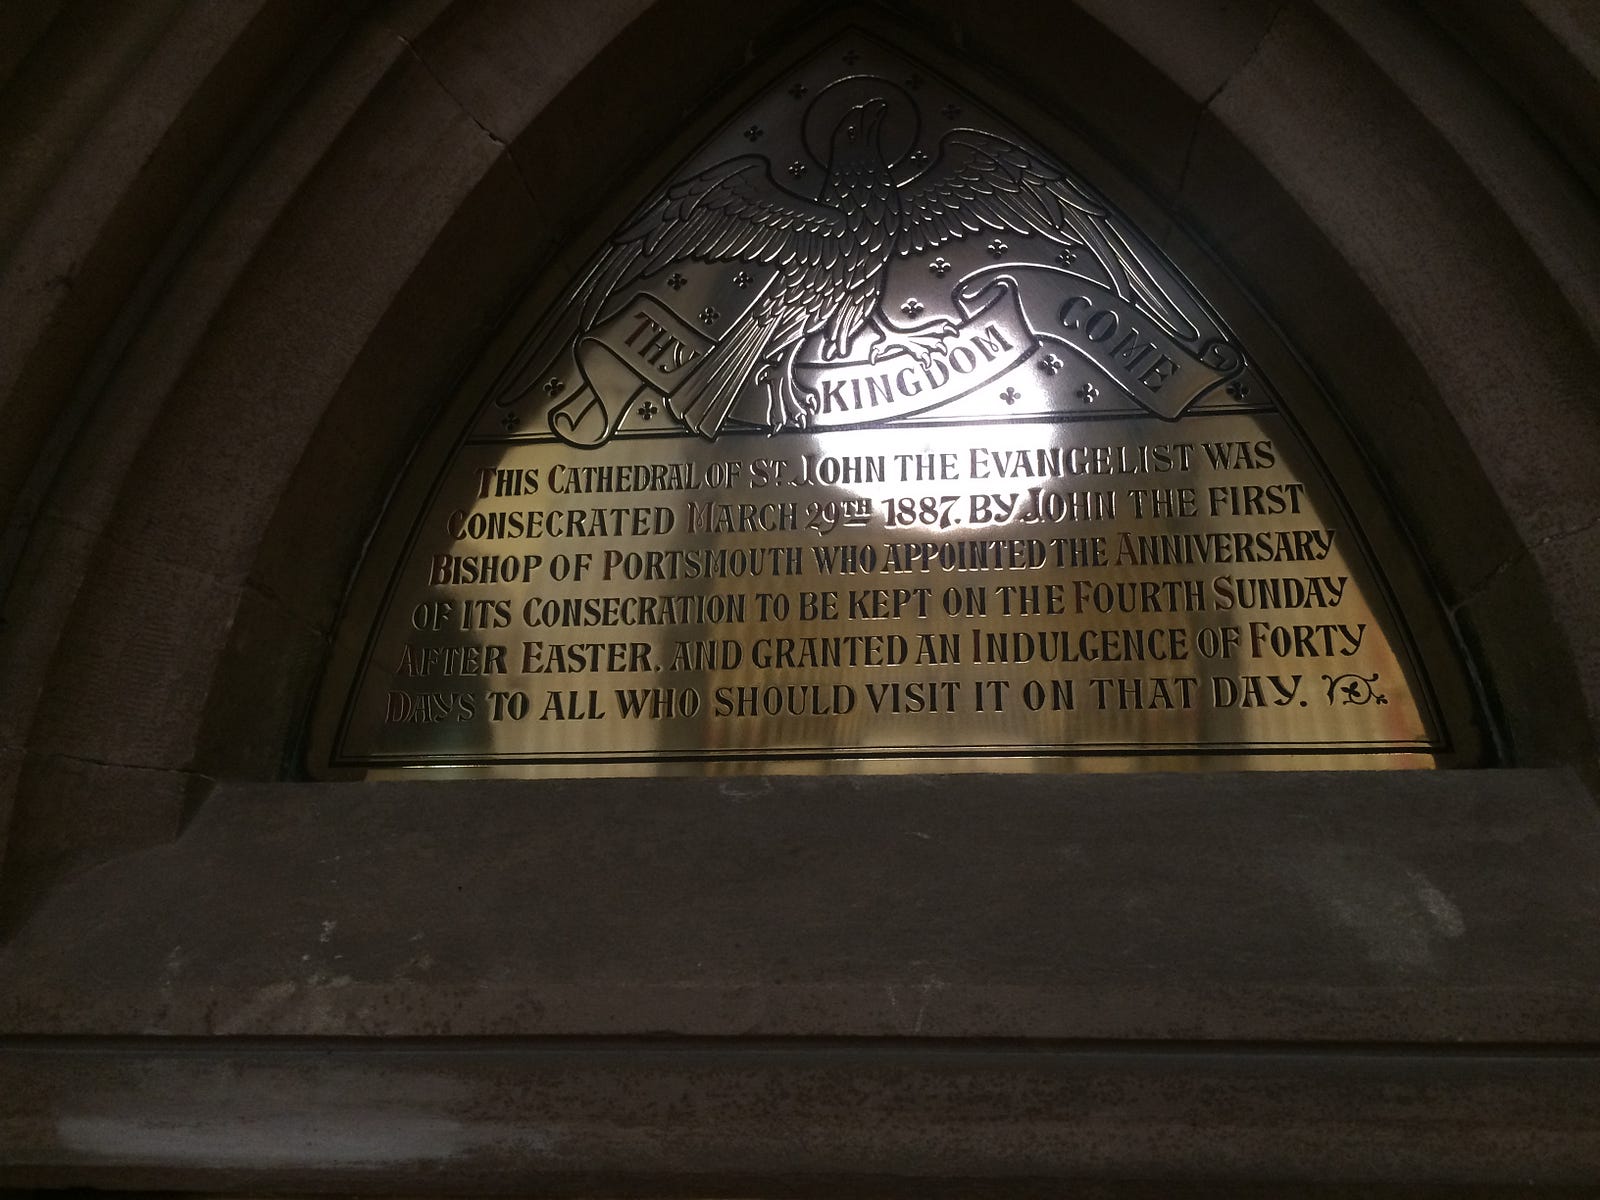 THY KINGDOM COME
THIS CATHEDRAL OF ST. JOHN THE EVANGELIST WAS
CONSECRATED MARCH 29TH 1887. BY JOHN THE FIRST
BISHOP OF PORTSMOUTH WHO APPOINTED THE ANNIVERSARY
OF ITS CONSECRATION TO BE KEPT ON THE FOURTH SUNDAY
AFTER EASTER. AND GRANTED AN INDULGENCE OF FORTY
DAYS TO ALL WHO SHOULD VISIT IT ON THAT DAY.